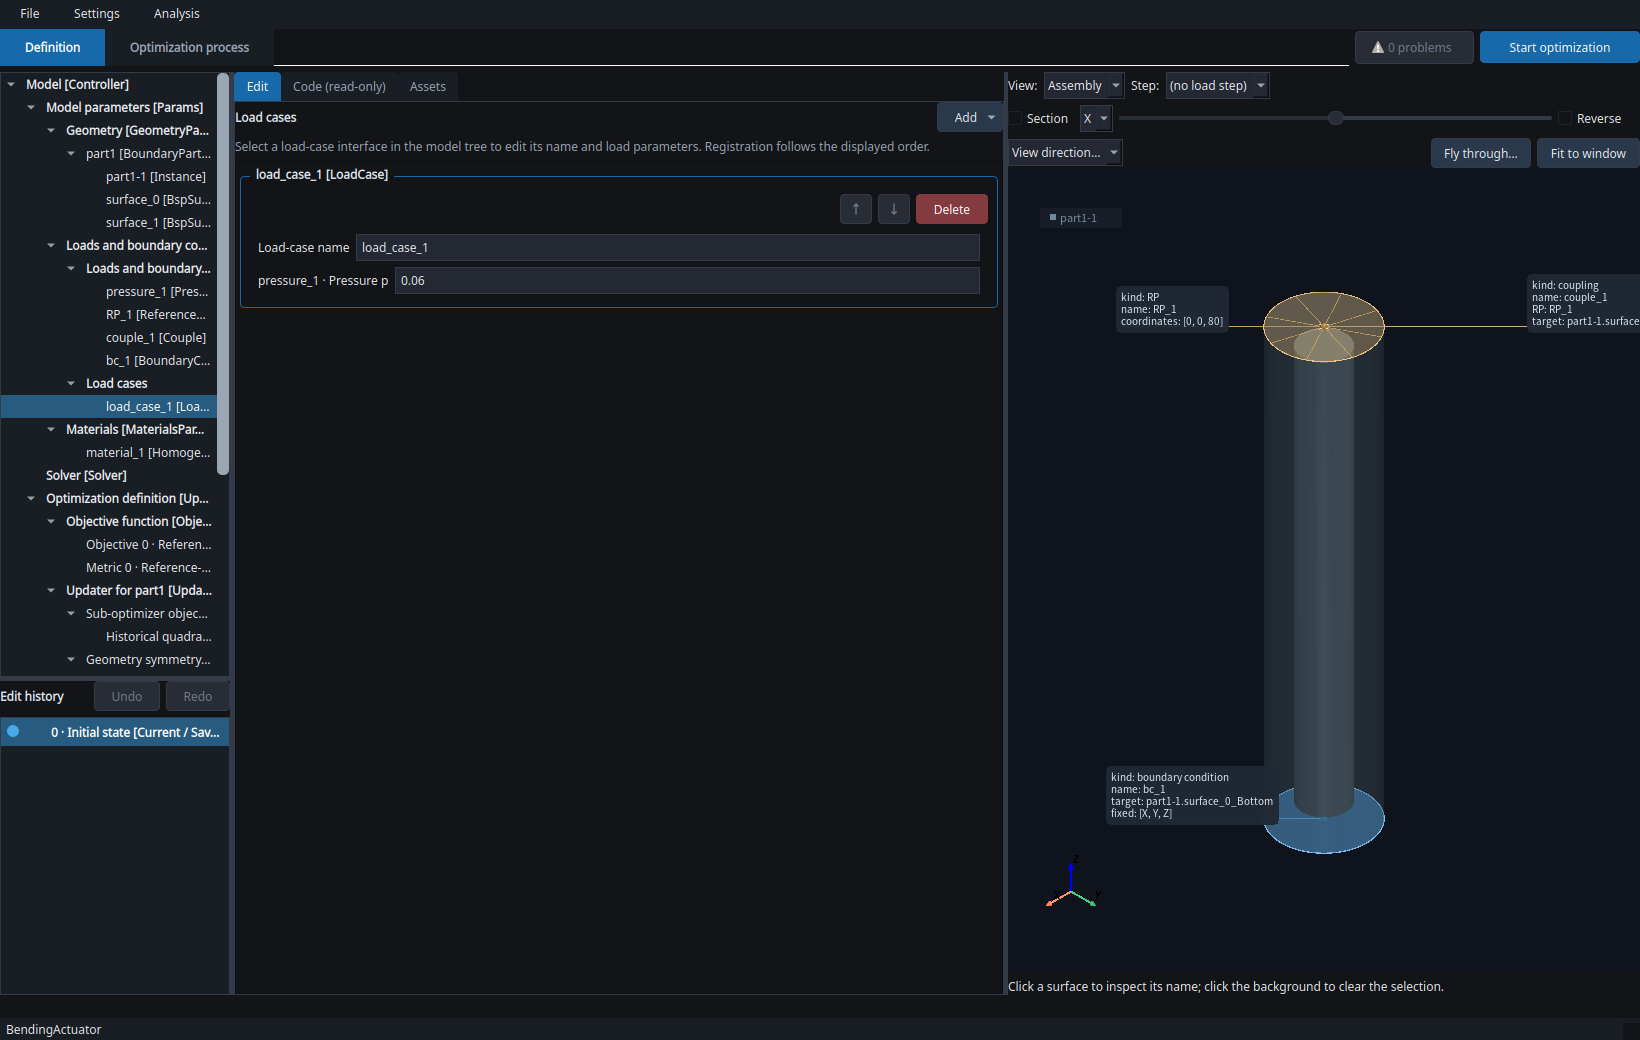 File Settings Analysis
Definition Optimization process 0 problems Start optimization
Model [Controller]
Model parameters [Params]
Geometry [GeometryPa...
part1 [BoundaryPart...
part1-1 [Instance]
surface_0 [BspSu...
surface_1 [BspSu...
Loads and boundary co...
Loads and boundary...
pressure_1 [Pres...
RP_1 [Reference...
couple_1 [Couple]
bc_1 [BoundaryC...
Load cases
load_case_1 [Loa...
Materials [MaterialsPar...
material_1 [Homoge...
Solver [Solver]
Optimization definition [Up...
Objective function [Obje...
Objective 0 · Referen...
Metric 0 · Reference-...
Updater for part1 [Upda...
Sub-optimizer objec...
Historical quadra...
Geometry symmetry...
Edit history Undo Redo
0 · Initial state [Current / Sav...
Edit Code (read-only) Assets
Load cases Add
Select a load-case interface in the model tree to edit its name and load parameters. Registration follows the displayed order.
load_case_1 [LoadCase]
↑ ↓ Delete
Load-case name load_case_1
pressure_1 · Pressure p 0.06
View: Assembly Step: (no load step)
Section X Reverse
View direction... Fly through... Fit to window
part1-1
kind: RP
name: RP_1
coordinates: [0, 0, 80]
kind: coupling
name: couple_1
RP: RP_1
target: part1-1.surface
kind: boundary condition
name: bc_1
target: part1-1.surface_0_Bottom
fixed: [X, Y, Z]
Z
Y
Click a surface to inspect its name; click the background to clear the selection.
BendingActuator